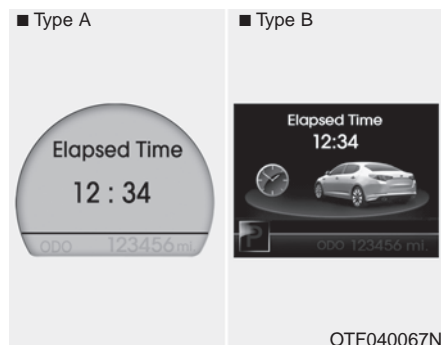 ■ Type A
Elapsed Time
12 : 34
ODO 123456 mi.
■ Type B
Elapsed Time
12:34
P
ODO 123456 mi.
OTF040067N